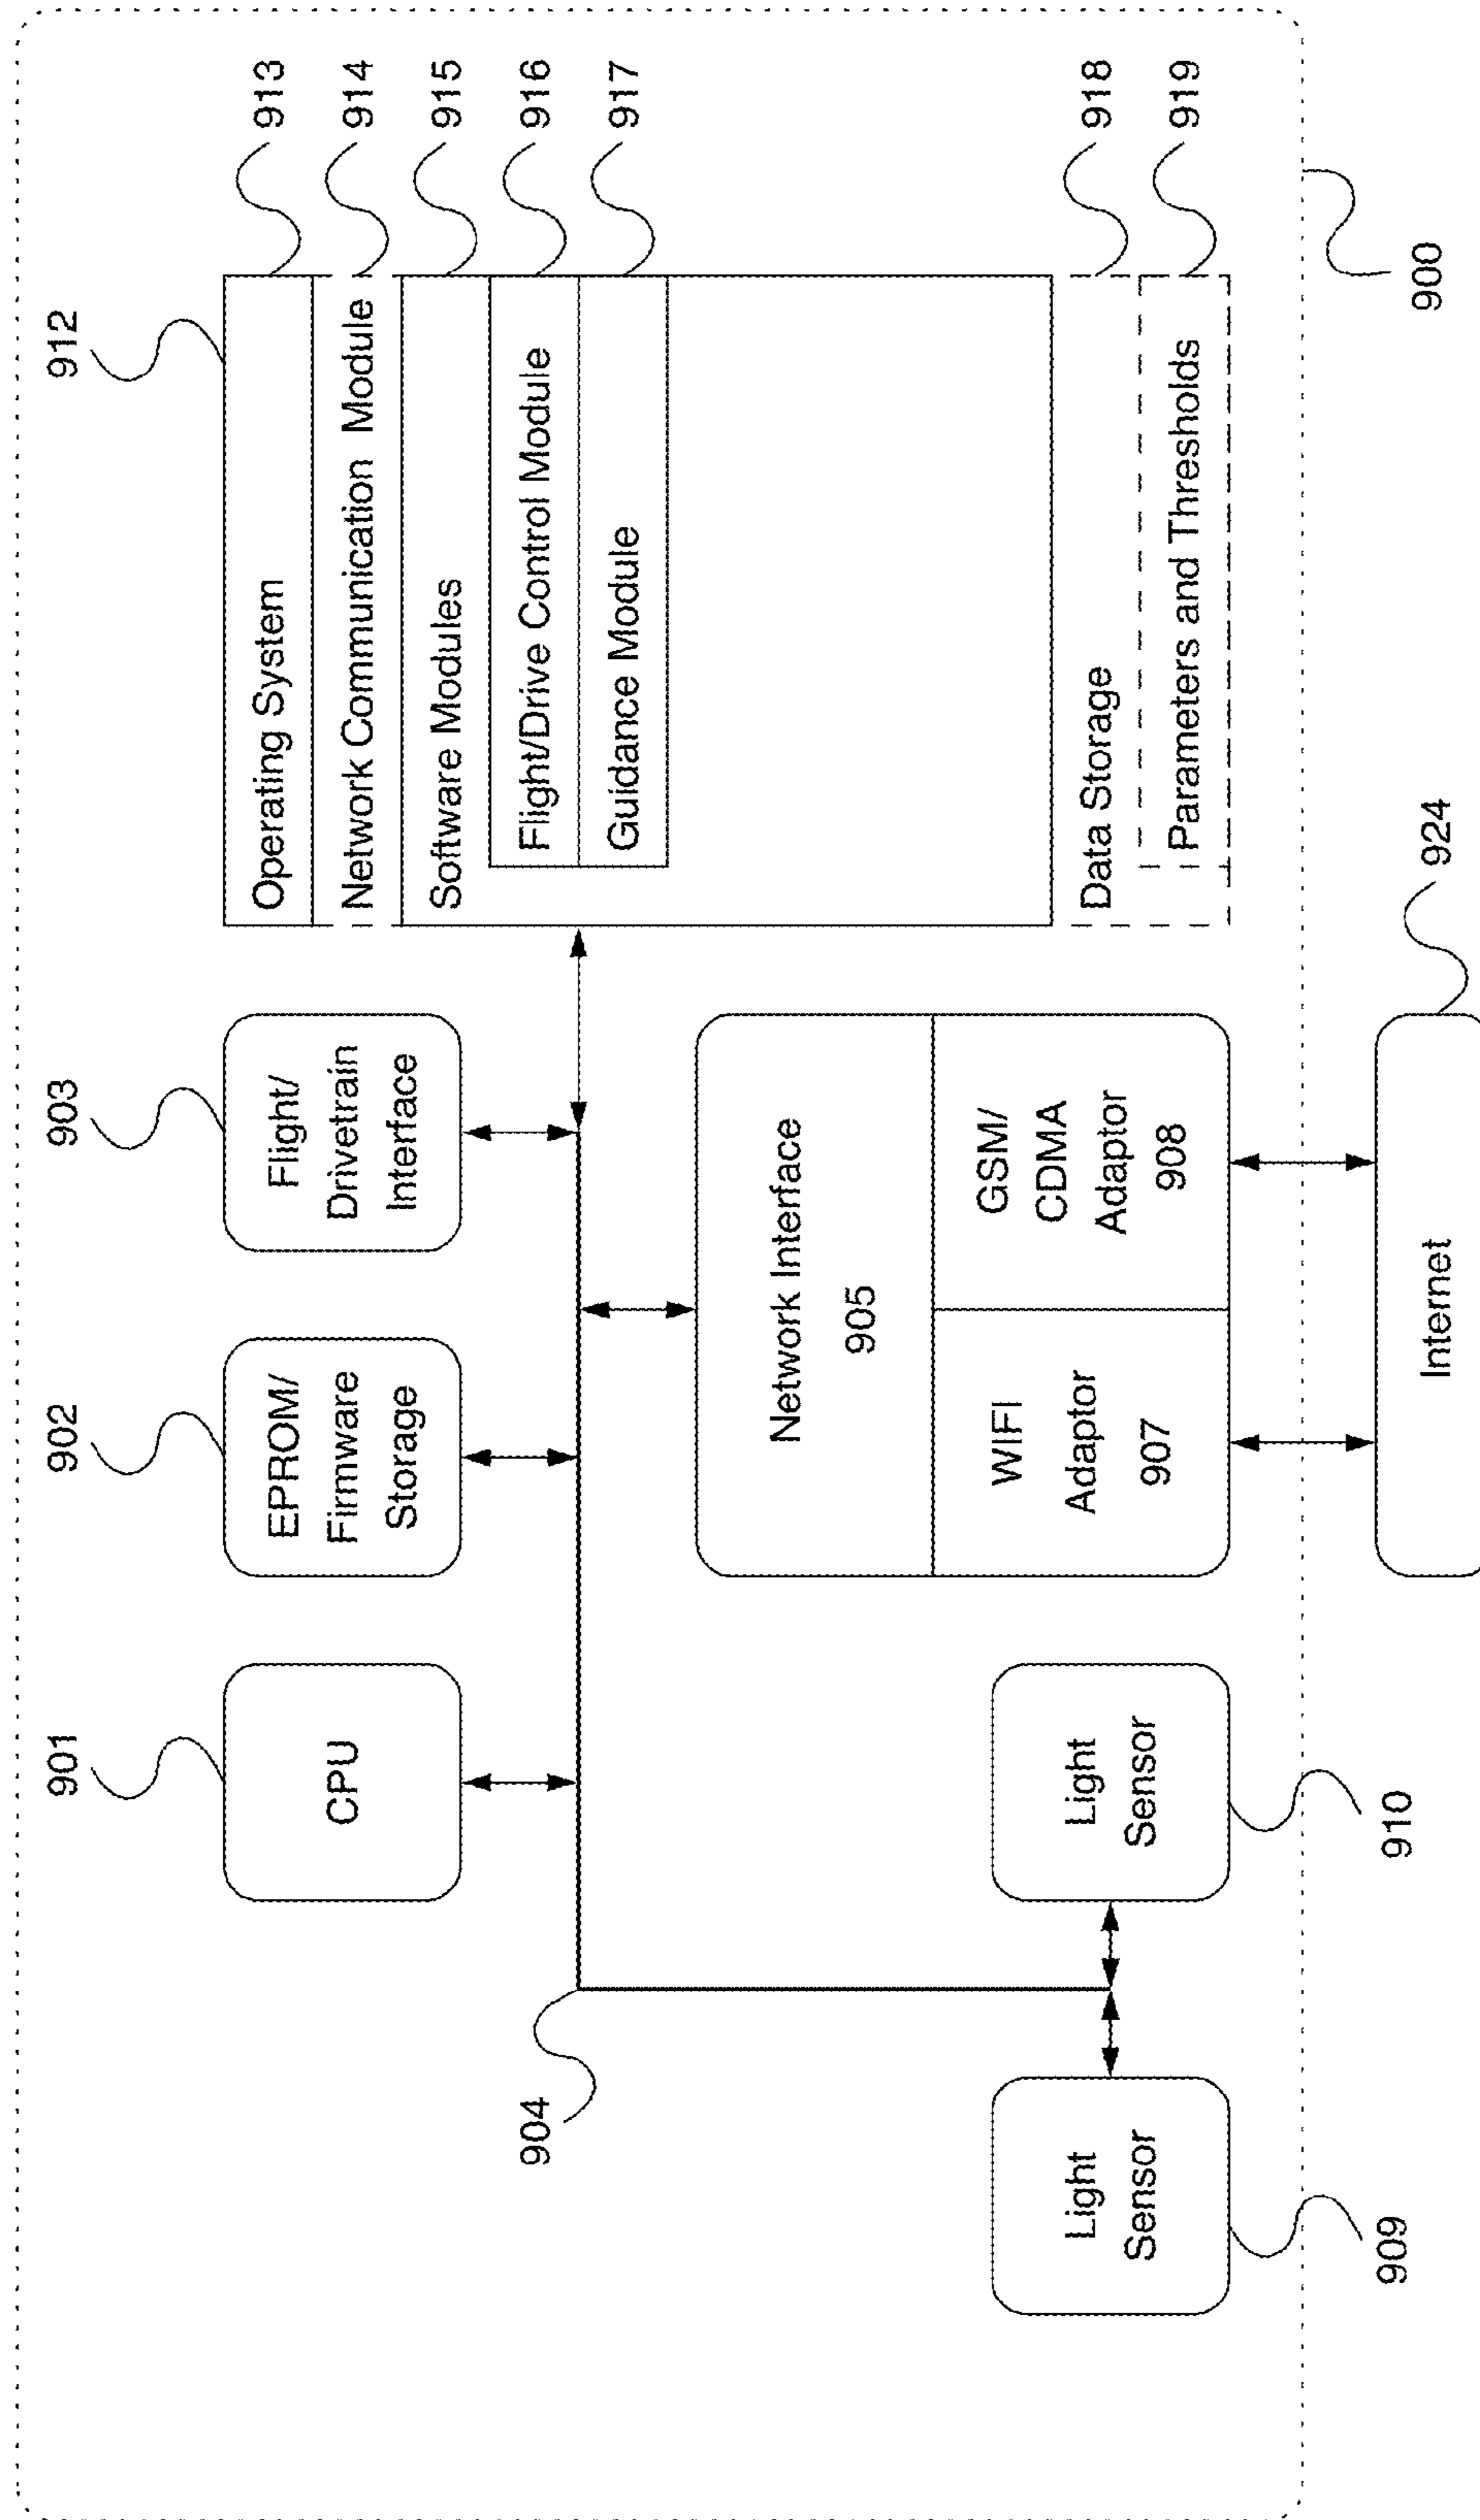 901
902
903
912
CPU
EPROM/
Firmware
Storage
Flight/
Drivetrain
Interface
Operating System
913
Network Communication Module
914
Software Modules
915
Flight/Drive Control Module
916
Guidance Module
917
904
Network Interface
905
WIFI
Adaptor
907
GSM/
CDMA
Adaptor
908
Light
Sensor
Light
Sensor
Data Storage
918
Parameters and Thresholds
919
909
910
Internet
924
900